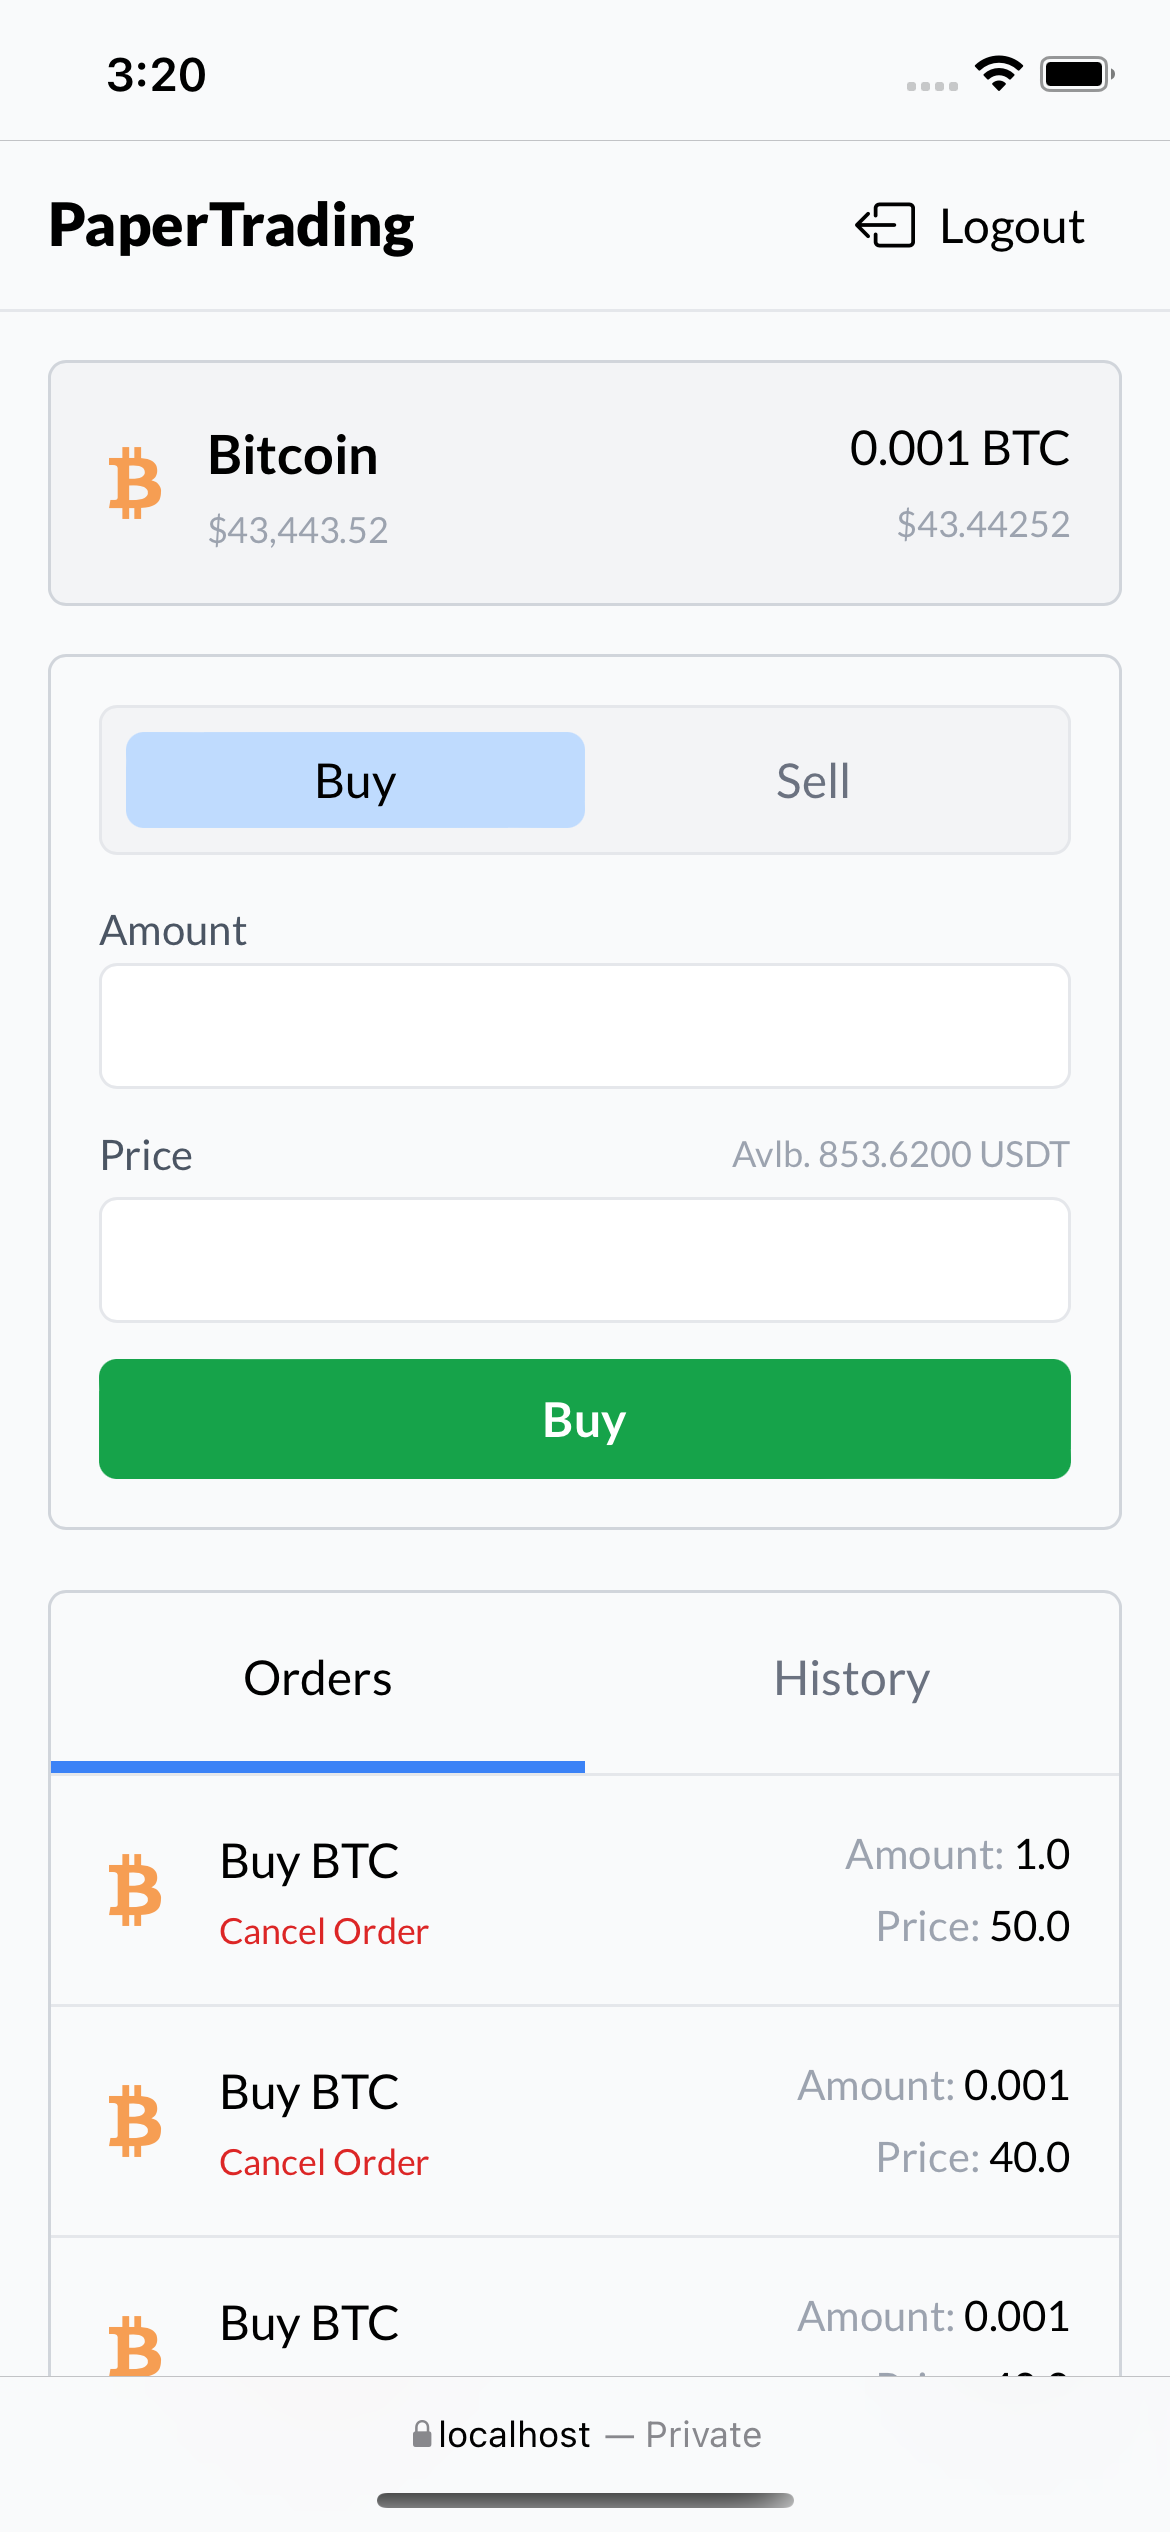 3:20
PaperTrading
Logout
Bitcoin
0.001 BTC
$43,443.52
$43.44252
Buy
Sell
Amount
Price
Avlb. 853.6200 USDT
Buy
Orders
History
Buy BTC
Amount: 1.0
Cancel Order
Price: 50.0
Buy BTC
Amount: 0.001
Cancel Order
Price: 40.0
Buy BTC
Amount: 0.001
localhost — Private